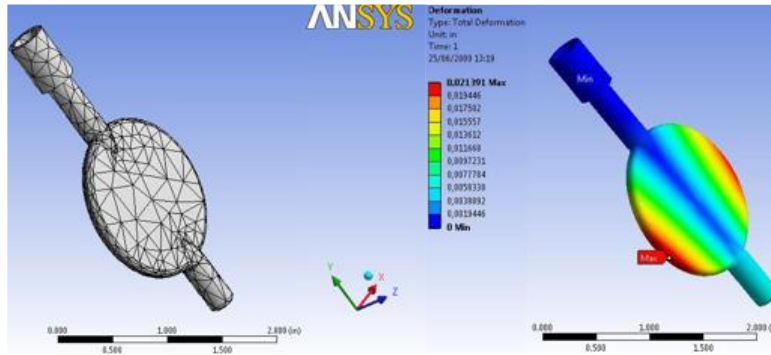 ANSYS
Deformation
Type: Total Deformation
Unit: in
Time: 1
25/06/2009 13:19
0,021391 Max
0,019446
0,017502
0,015557
0,013612
0,011668
0,0097231
0,0077784
0,0058338
0,0038892
0,0019446
0 Min
Min
Max
Y
X
Z
0.000 1.000 2.000 (in)
0.500 1.500
0.000 1.000 2.000
0.500 1.500